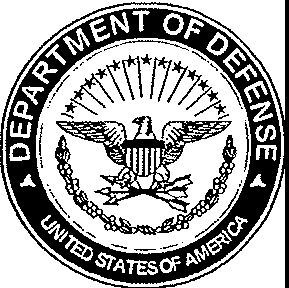 DEPARTMENT OF DEFENSE
UNITED STATES OF AMERICA